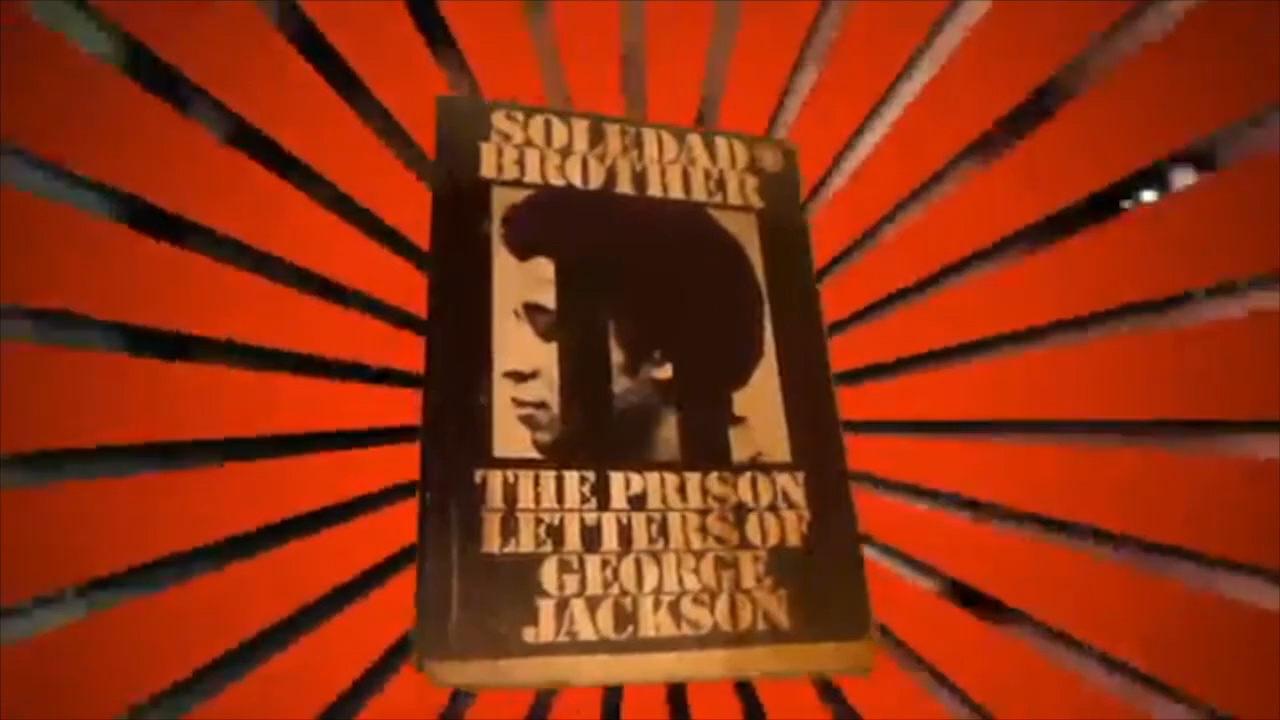 SOLEDAD
BROTHER
THE PRISON
LETTERS OF
GEORGE
JACKSON